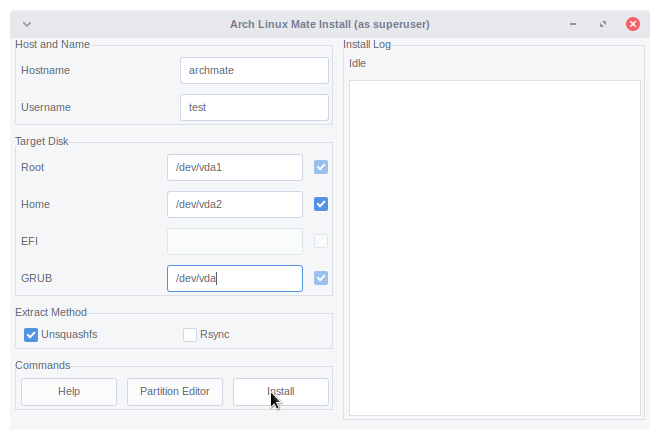 Arch Linux Mate Install (as superuser)
Host and Name
Hostname archmate
Username test
Target Disk
Root /dev/vda1
Home /dev/vda2
EFI
GRUB /dev/vda
Extract Method
Unsquashfs Rsync
Commands
Help Partition Editor Install
Install Log
Idle